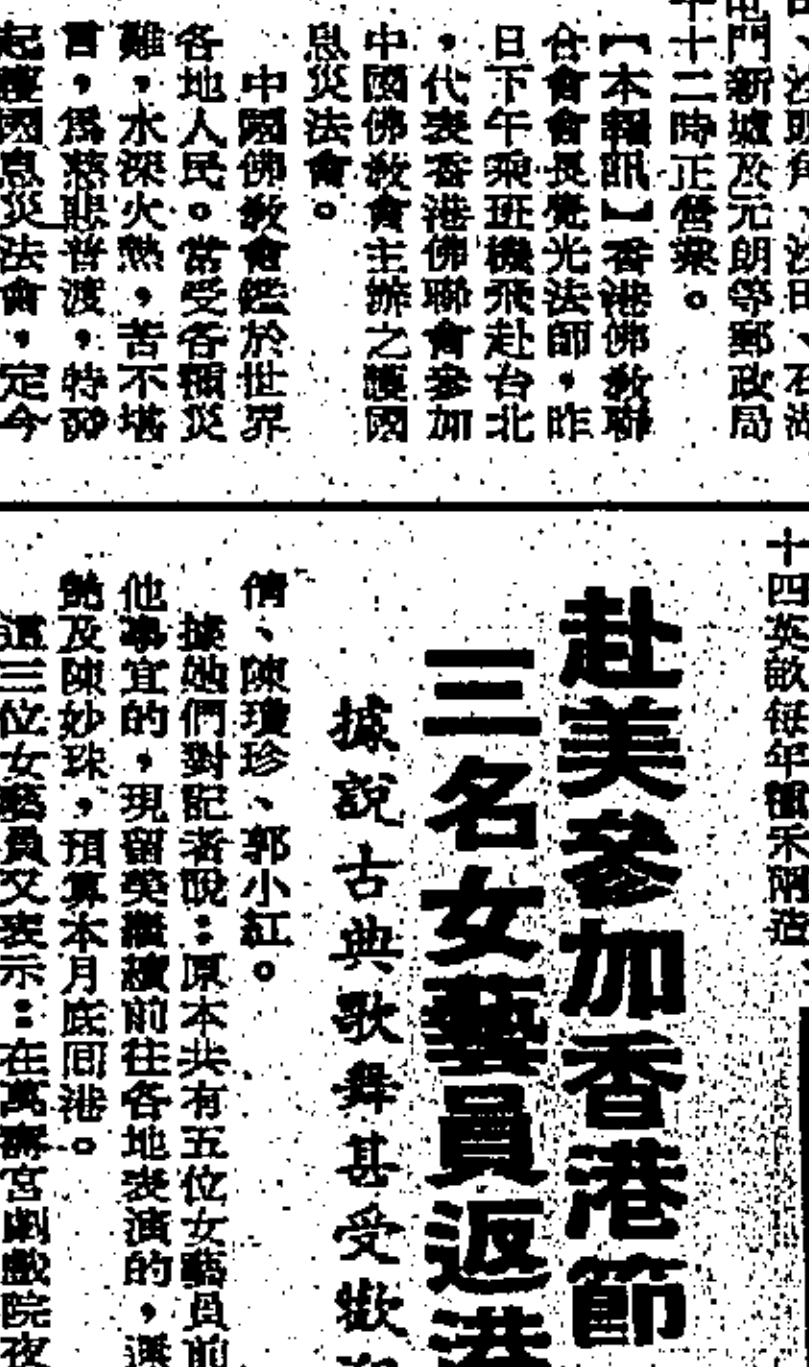 、沙頭角、沙田、石湖
屯門新墟及元朗等郵政局
十二時正營業。
【本報訊】香港佛教聯
合會會長覺光法師，昨
日下午乘班機飛赴台北
，代表香港佛聯會參加
中國佛教會主辦之護國
息災法會。
中國佛教會鑑於世界
各地人民。常受各種災
難，水深火熱，苦不堪
言，爲慈悲普渡，特
起護國息災法會，定今
十四英畝每年種禾兩造、
赴美參加香港節
三名女藝員返港
據說古典歌舞甚受歡迎
倩、陳瓊珍、郭小紅。
據她們對記者說：原本共有五位女藝員前
他事宜的，現留美繼續前往各地表演的，還
及陳妙珠，預算本月底回港。
這三位女藝員又表示：在萬壽宮劇戲院夜